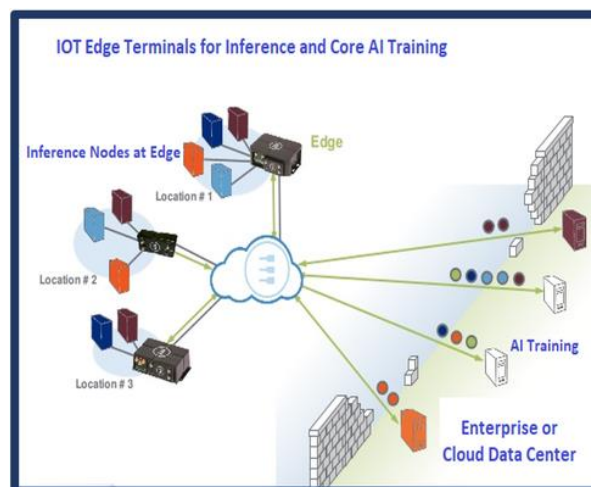 IOT Edge Terminals for Inference and Core AI Training
Inference Nodes at Edge
Edge
Location # 1
Location # 2
Location # 3
AI Training
Enterprise or
Cloud Data Center